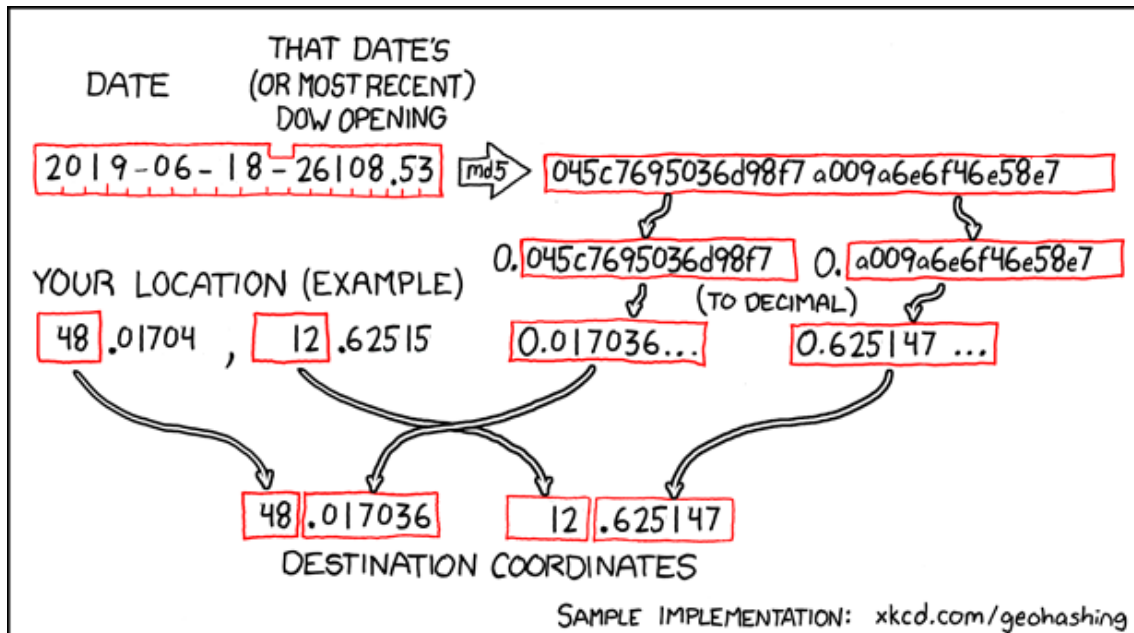 DATE
THAT DATE'S
(OR MOST RECENT)
DOW OPENING
2019-06-18-26108.53
md5
045c7695036d98f7 a009a6e6f46e58e7
0. 045c7695036d98f7
0. a009a6e6f46e58e7
YOUR LOCATION (EXAMPLE)
(TO DECIMAL)
48 .01704 , 12 .62515
0.017036...
0.625147 ...
48 .017036
12 .625147
DESTINATION COORDINATES
SAMPLE IMPLEMENTATION: xkcd.com/geohashing